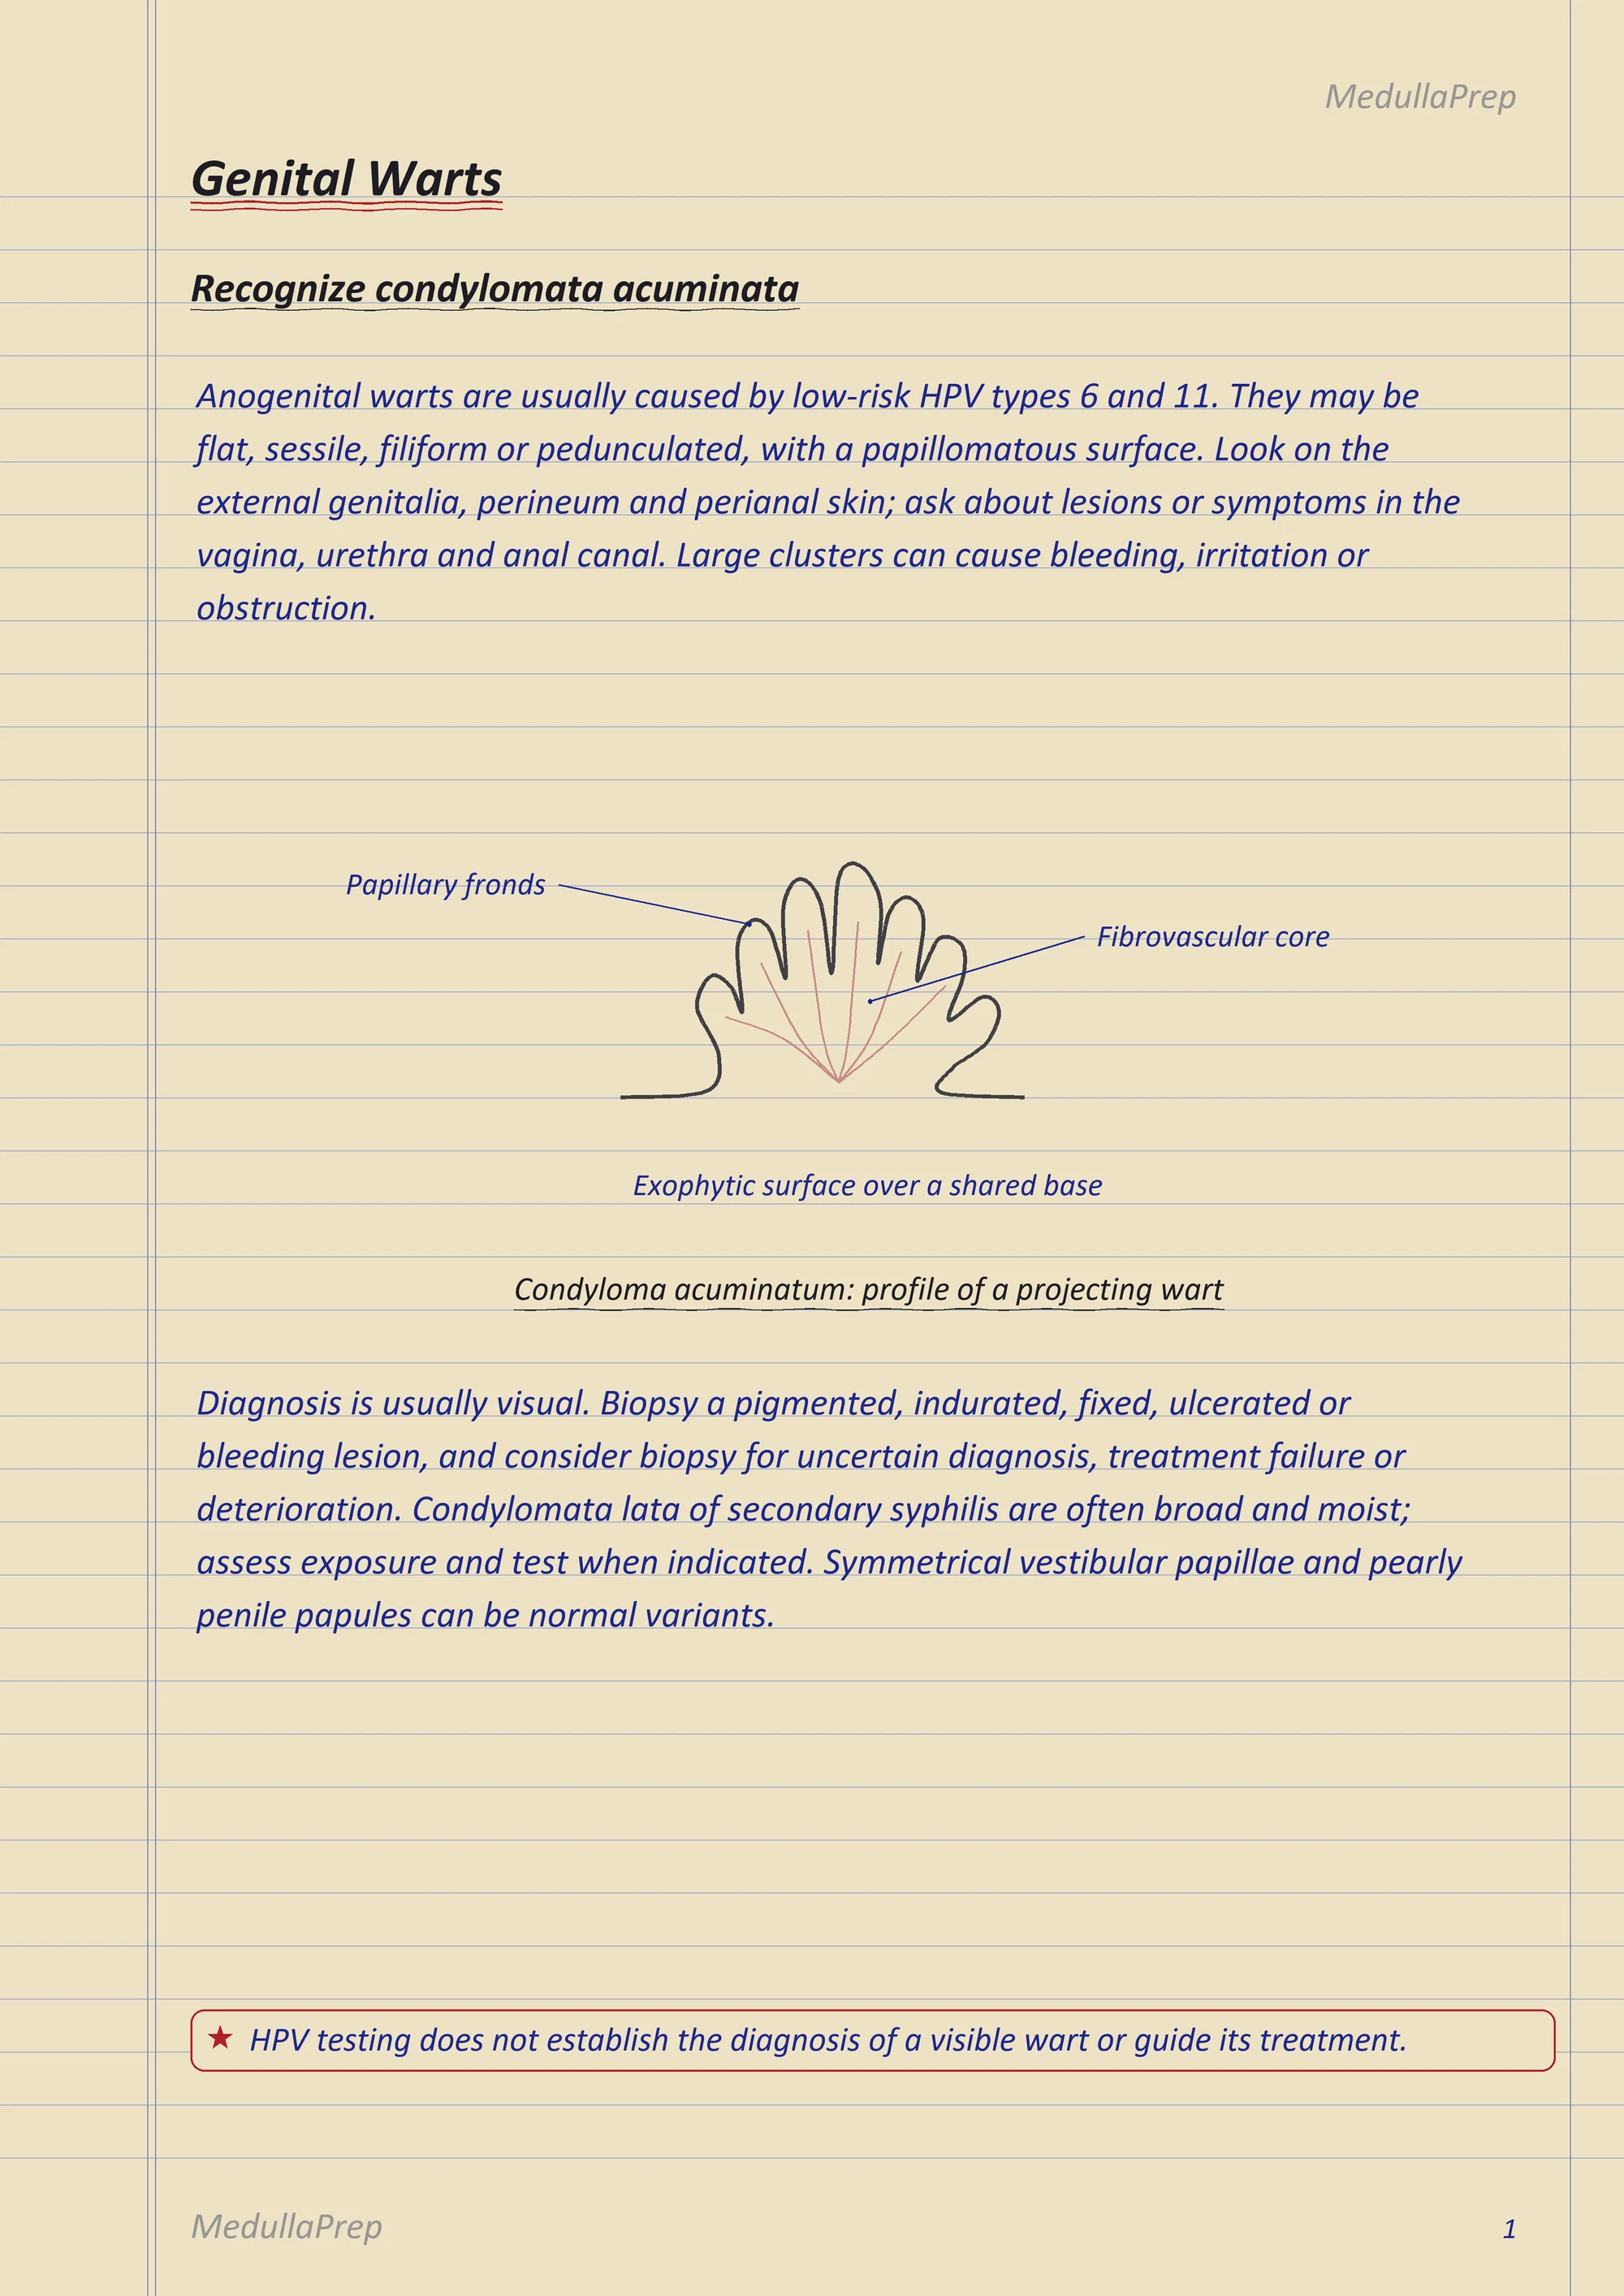 MedullaPrep
Genital Warts
Recognize condylomata acuminata
Anogenital warts are usually caused by low-risk HPV types 6 and 11. They may be
flat, sessile, filiform or pedunculated, with a papillomatous surface. Look on the
external genitalia, perineum and perianal skin; ask about lesions or symptoms in the
vagina, urethra and anal canal. Large clusters can cause bleeding, irritation or
obstruction.
Papillary fronds
Fibrovascular core
Exophytic surface over a shared base
Condyloma acuminatum: profile of a projecting wart
Diagnosis is usually visual. Biopsy a pigmented, indurated, fixed, ulcerated or
bleeding lesion, and consider biopsy for uncertain diagnosis, treatment failure or
deterioration. Condylomata lata of secondary syphilis are often broad and moist;
assess exposure and test when indicated. Symmetrical vestibular papillae and pearly
penile papules can be normal variants.
★ HPV testing does not establish the diagnosis of a visible wart or guide its treatment.
MedullaPrep
1